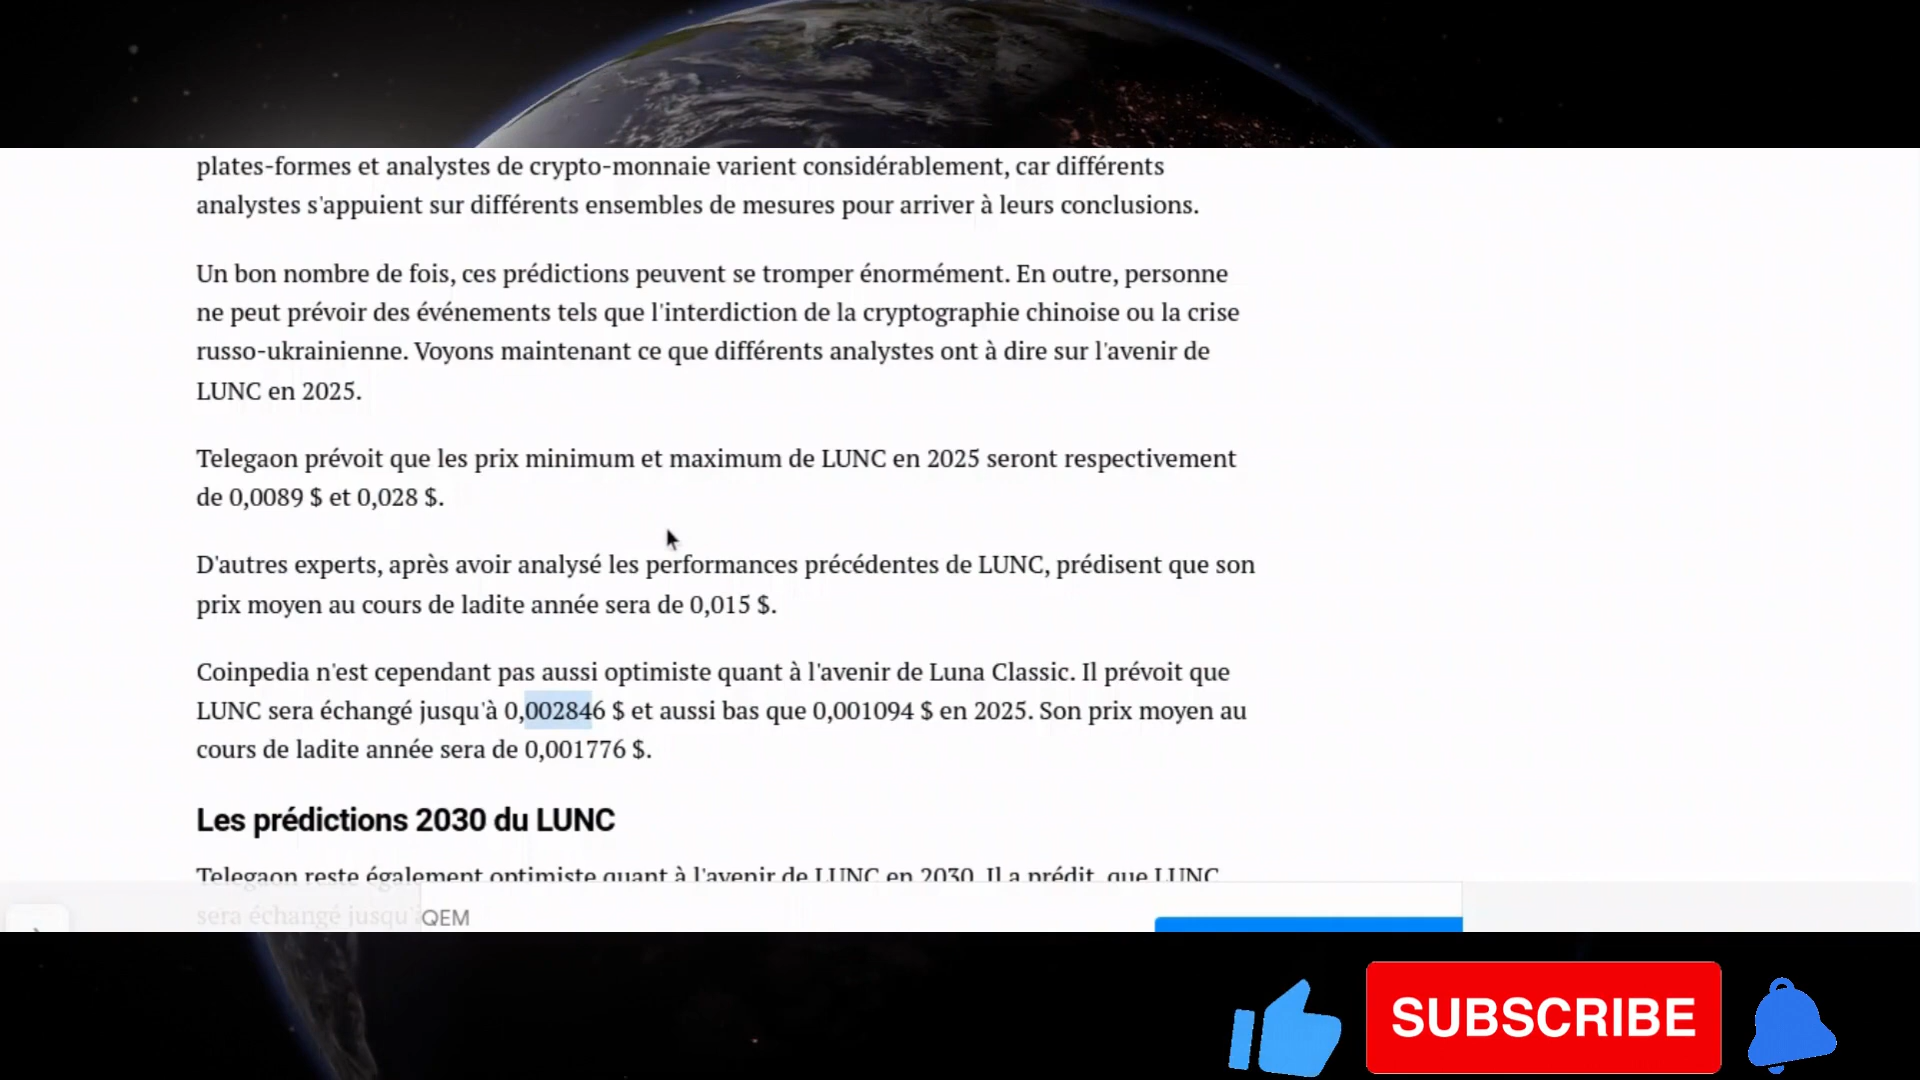 plates-formes et analystes de crypto-monnaie varient considérablement, car différents
analystes s'appuient sur différents ensembles de mesures pour arriver à leurs conclusions.
Un bon nombre de fois, ces prédictions peuvent se tromper énormément. En outre, personne
ne peut prévoir des événements tels que l'interdiction de la cryptographie chinoise ou la crise
russo-ukrainienne. Voyons maintenant ce que différents analystes ont à dire sur l'avenir de
LUNC en 2025.
Telegaon prévoit que les prix minimum et maximum de LUNC en 2025 seront respectivement
de 0,0089 $ et 0,028 $.
D'autres experts, après avoir analysé les performances précédentes de LUNC, prédisent que son
prix moyen au cours de ladite année sera de 0,015 $.
Coinpedia n'est cependant pas aussi optimiste quant à l'avenir de Luna Classic. Il prévoit que
LUNC sera échangé jusqu'à 0,002846 $ et aussi bas que 0,001094 $ en 2025. Son prix moyen au
cours de ladite année sera de 0,001776 $.
Les prédictions 2030 du LUNC
Telegaon reste également optimiste quant à l'avenir de LUNC en 2030. Il a prédit, que LUNC
sera échangé jusqu'à
QEM
SUBSCRIBE